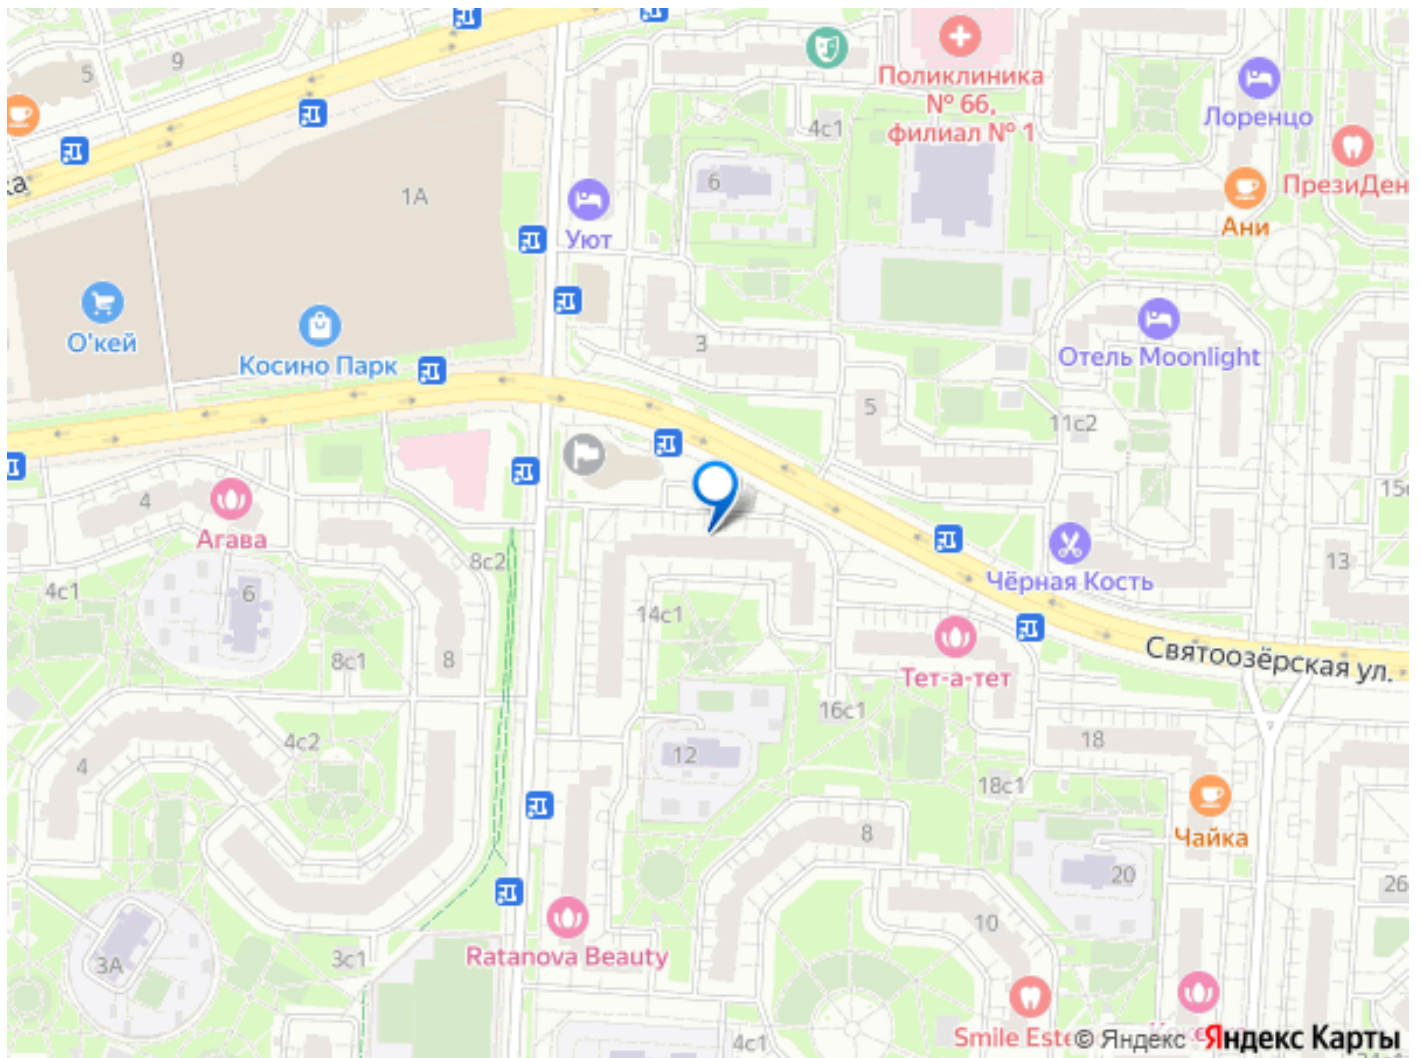 5
9
ка
1А
О'кей
Косино Парк
Уют
4с1
6
Поликлиника
№ 66,
филиал № 1
Лоренцо
ПрезиДен
Ани
3
5
Отель Moonlight
11с2
15с
13
4
Агава
8с2
4с1
6
8с1
8
14с1
Чёрная Кость
Тет-а-тет
Святоозёрская ул.
16с1
4с2
4
12
18
18с1
Чайка
8
20
26
10
3А
3с1
Ratanova Beauty
4с1
Smile Este
© Яндекс
Яндекс Карты